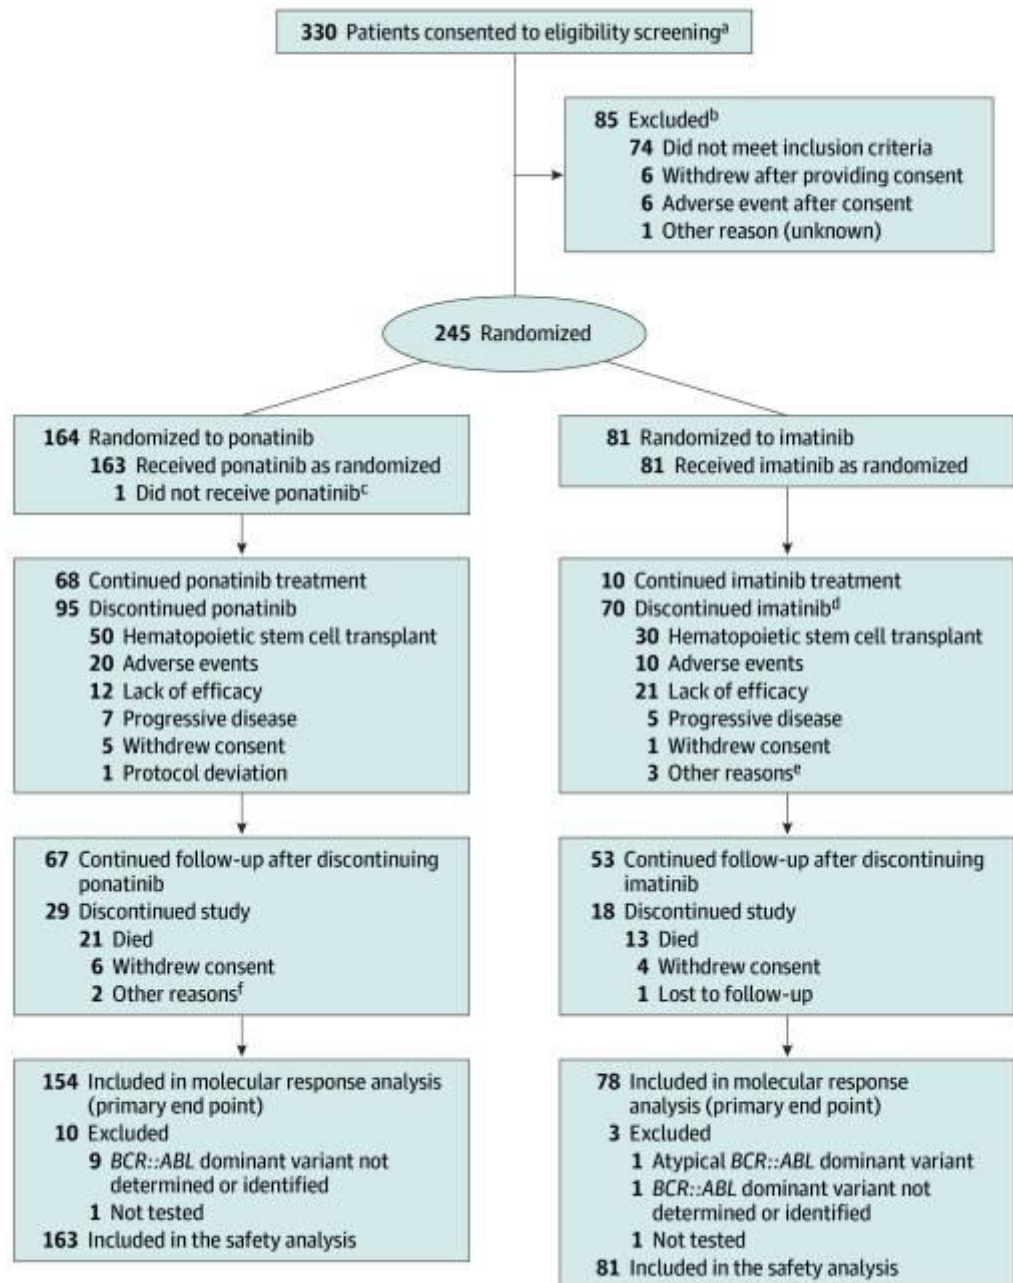 330 Patients consented to eligibility screeningᵃ
85 Excludedᵇ
74 Did not meet inclusion criteria
6 Withdrew after providing consent
6 Adverse event after consent
1 Other reason (unknown)
245 Randomized
164 Randomized to ponatinib
163 Received ponatinib as randomized
1 Did not receive ponatinibᶜ
81 Randomized to imatinib
81 Received imatinib as randomized
68 Continued ponatinib treatment
95 Discontinued ponatinib
50 Hematopoietic stem cell transplant
20 Adverse events
12 Lack of efficacy
7 Progressive disease
5 Withdrew consent
1 Protocol deviation
10 Continued imatinib treatment
70 Discontinued imatinibᵈ
30 Hematopoietic stem cell transplant
10 Adverse events
21 Lack of efficacy
5 Progressive disease
1 Withdrew consent
3 Other reasonsᵉ
67 Continued follow-up after discontinuing
ponatinib
29 Discontinued study
21 Died
6 Withdrew consent
2 Other reasonsᶠ
53 Continued follow-up after discontinuing
imatinib
18 Discontinued study
13 Died
4 Withdrew consent
1 Lost to follow-up
154 Included in molecular response analysis
(primary end point)
10 Excluded
9 BCR::ABL dominant variant not
determined or identified
1 Not tested
163 Included in the safety analysis
78 Included in molecular response
analysis (primary end point)
3 Excluded
1 Atypical BCR::ABL dominant variant
1 BCR::ABL dominant variant not
determined or identified
1 Not tested
81 Included in the safety analysis